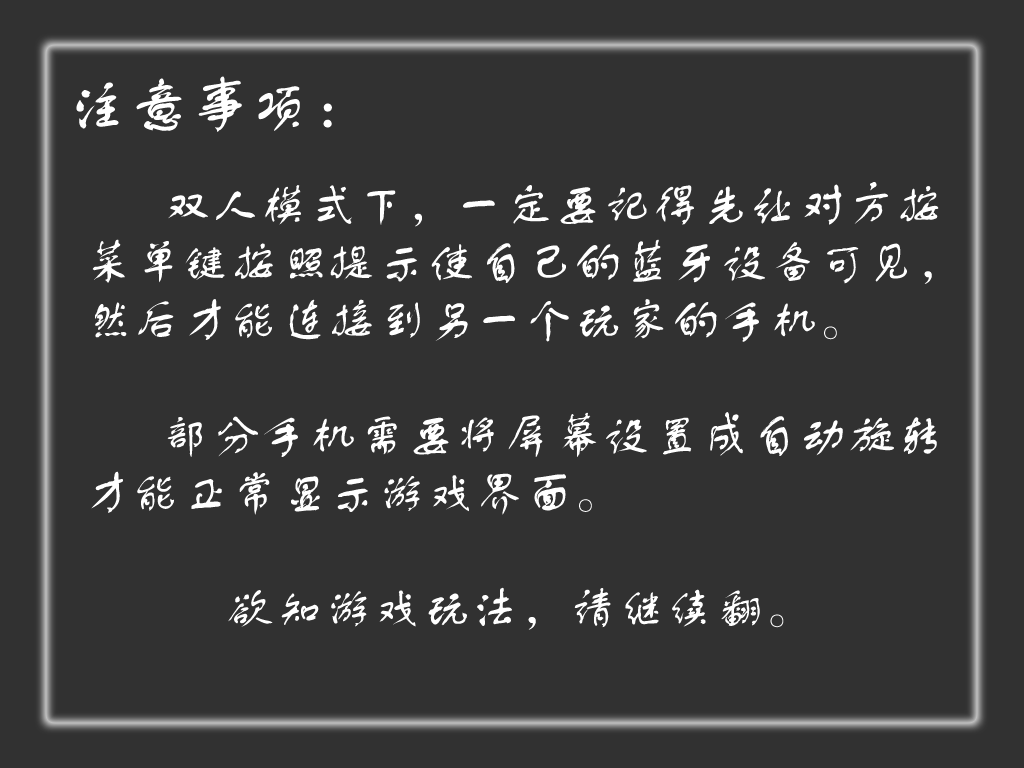 注意事项：
双人模式下，一定要记得先让对方按
菜单键按照提示使自己的蓝牙设备可见，
然后才能连接到另一个玩家的手机。
部分手机需要将屏幕设置成自动旋转
才能正常显示游戏界面。
欲知游戏玩法，请继续翻。